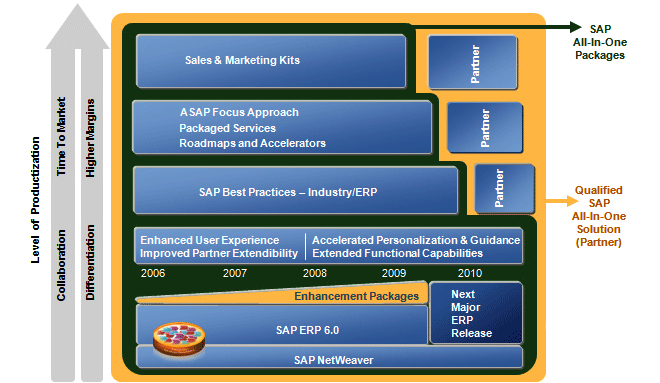 Sales & Marketing Kits
Partner
SAP
All-In-One
Packages
A SAP Focus Approach
Packaged Services
Roadmaps and Accelerators
Partner
SAP Best Practices – Industry/ERP
Partner
Qualified
SAP
All-In-One
Solution
(Partner)
Level of Productization
Time To Market
Higher Margins
Collaboration
Differentiation
Enhanced User Experience
Improved Partner Extendibility
Accelerated Personalization & Guidance
Extended Functional Capabilities
2006 2007 2008 2009 2010
Enhancement Packages
Next
Major
ERP
Release
SAP ERP 6.0
SAP NetWeaver